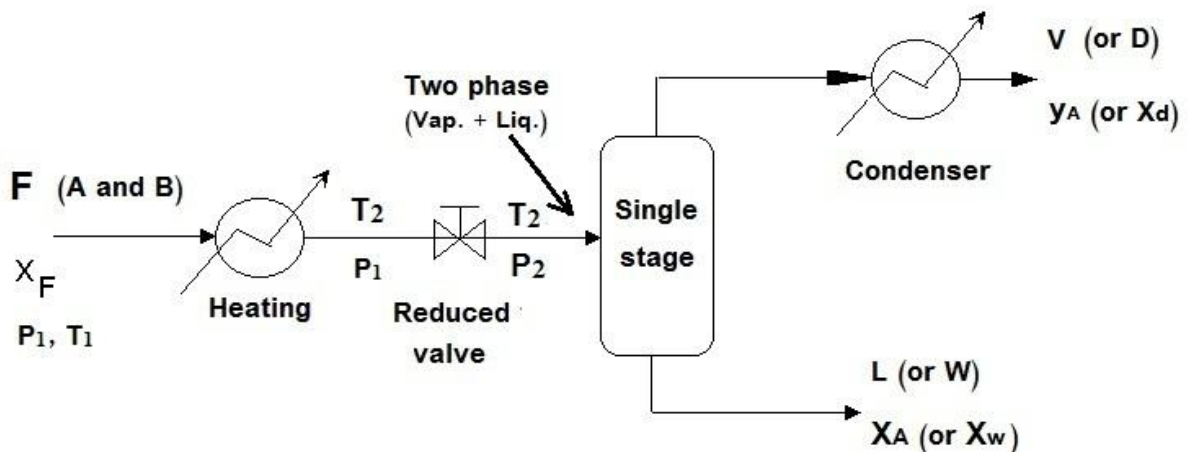 F (A and B)
XF
P1, T1
Heating
T2
P1
Reduced
valve
T2
P2
Two phase
(Vap. + Liq.)
Single
stage
Condenser
V (or D)
yA (or Xd)
L (or W)
XA (or Xw)